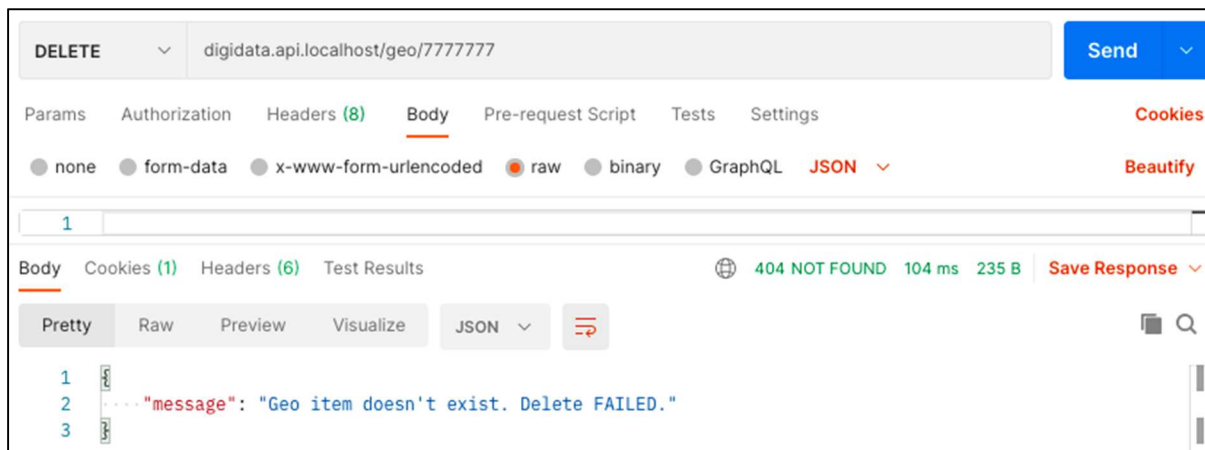 DELETE digidata.api.localhost/geo/7777777 Send
Params Authorization Headers (8) Body Pre-request Script Tests Settings Cookies
none form-data x-www-form-urlencoded raw binary GraphQL JSON Beautify
1
Body Cookies (1) Headers (6) Test Results 404 NOT FOUND 104 ms 235 B Save Response
Pretty Raw Preview Visualize JSON
1 {
2 "message": "Geo item doesn't exist. Delete FAILED."
3 }